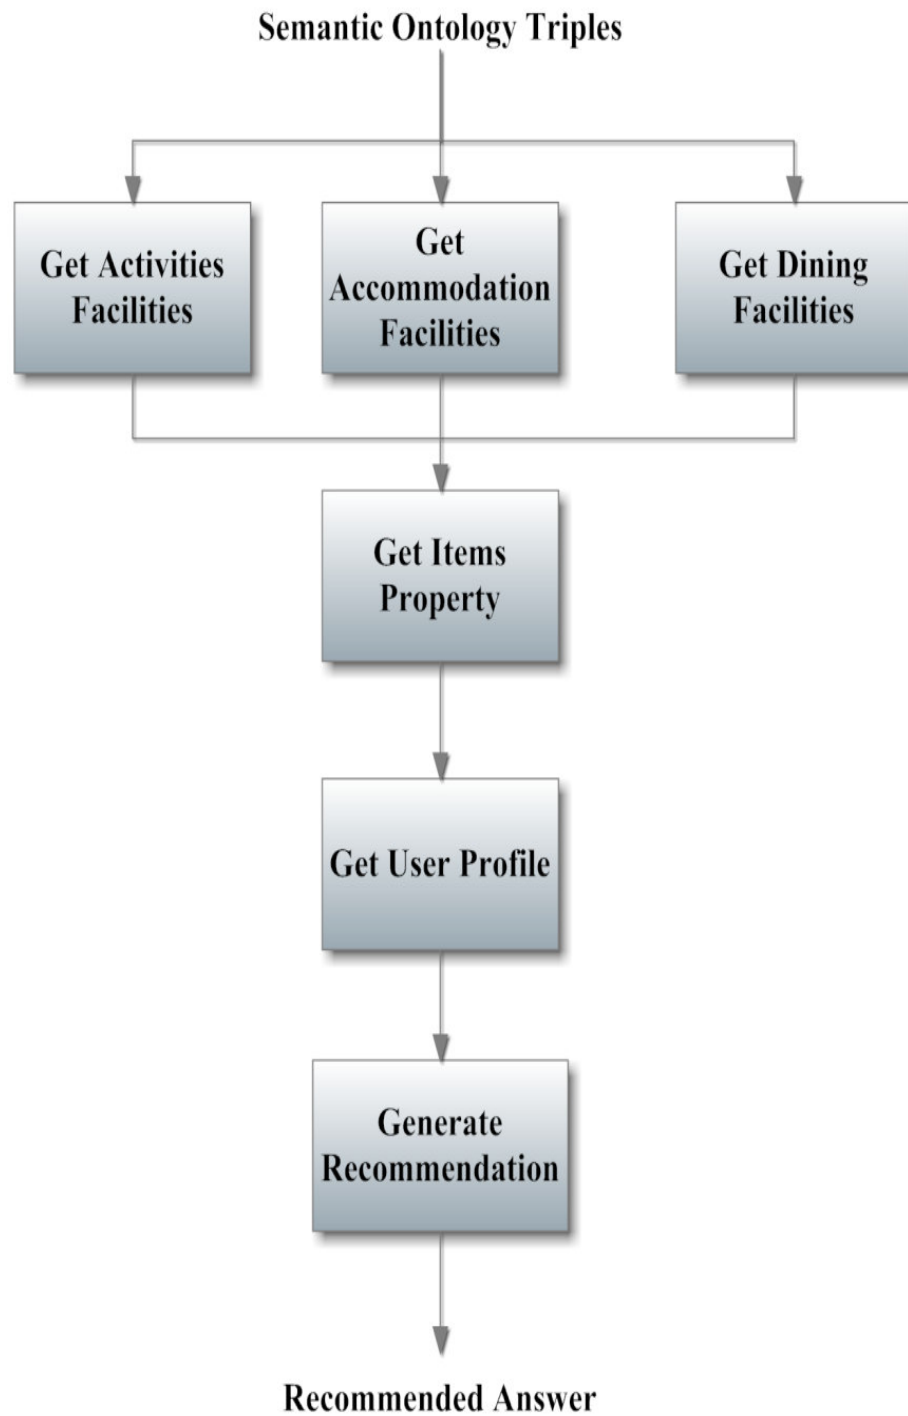 Semantic Ontology Triples
Get Activities
Facilities
Get
Accommodation
Facilities
Get Dining
Facilities
Get Items
Property
Get User Profile
Generate
Recommendation
Recommended Answer